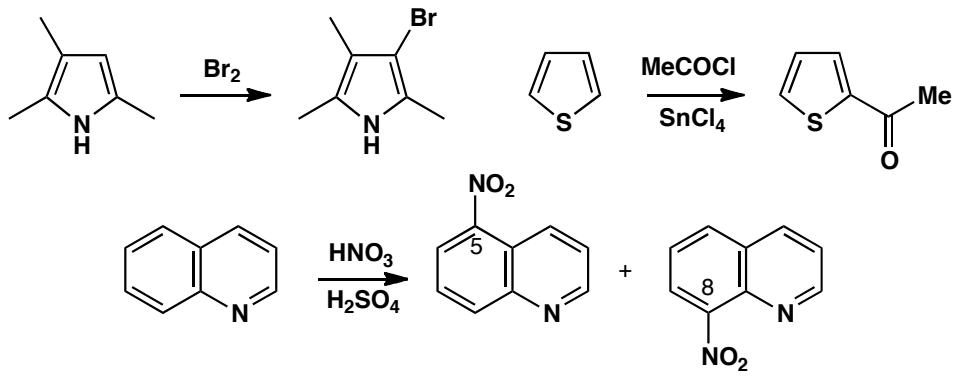 Br₂
N
H
Br
N
H
S
MeCOCl
SnCl₄
S
Me
O
N
HNO₃
H₂SO₄
NO₂
5
N
+
8
N
NO₂